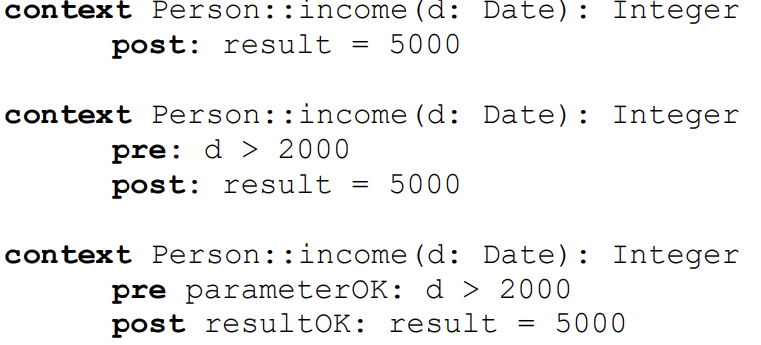 context Person::income(d: Date): Integer
post: result = 5000
context Person::income(d: Date): Integer
pre: d > 2000
post: result = 5000
context Person::income(d: Date): Integer
pre parameterOK: d > 2000
post resultOK: result = 5000